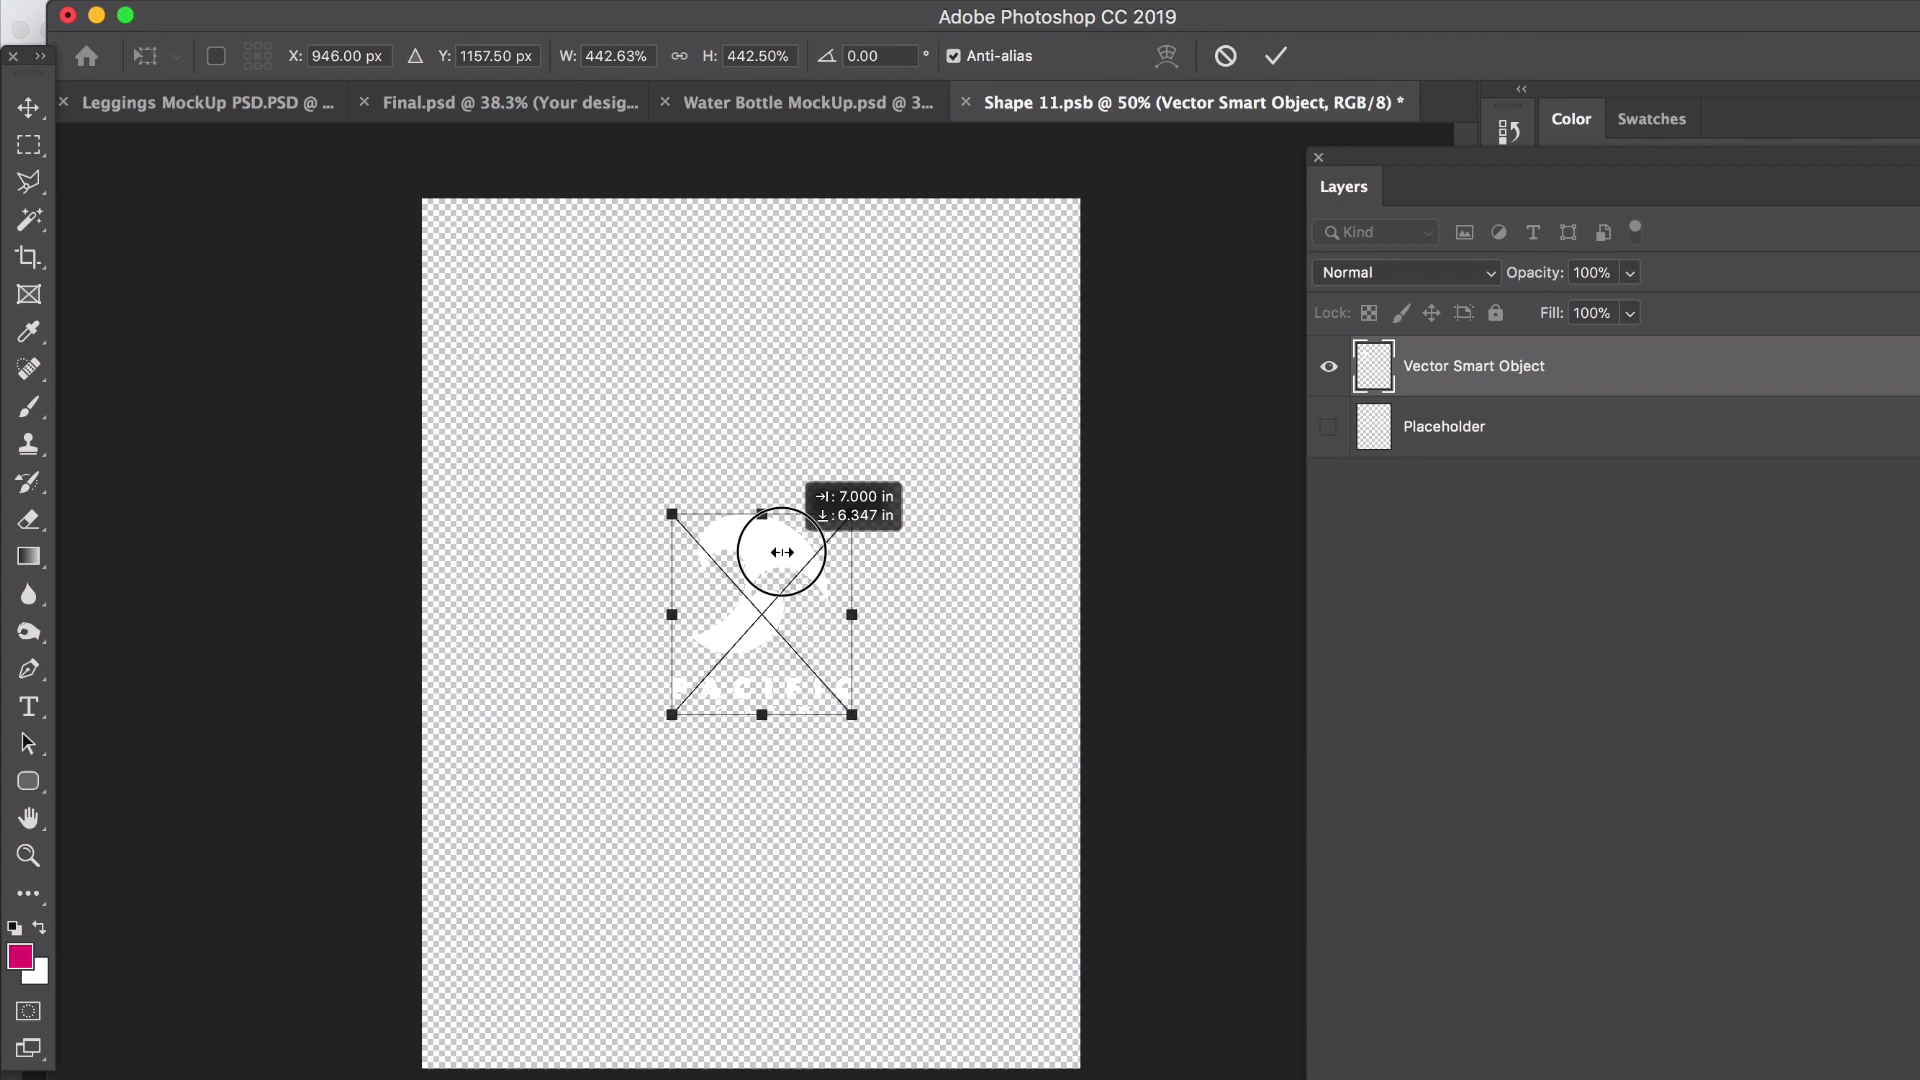 Adobe Photoshop CC 2019
X: 946.00 px Y: 1157.50 px W: 442.63% H: 442.50% 0.00 ° Anti-alias
Leggings MockUp PSD.PSD @ ... Final.psd @ 38.3% (Your desig... Water Bottle MockUp.psd @ 3... Shape 11.psb @ 50% (Vector Smart Object, RGB/8) *
Color Swatches
Layers
Kind
Normal Opacity: 100%
Lock: Fill: 100%
Vector Smart Object
Placeholder
: 7.000 in
: 6.347 in
PACIFIC